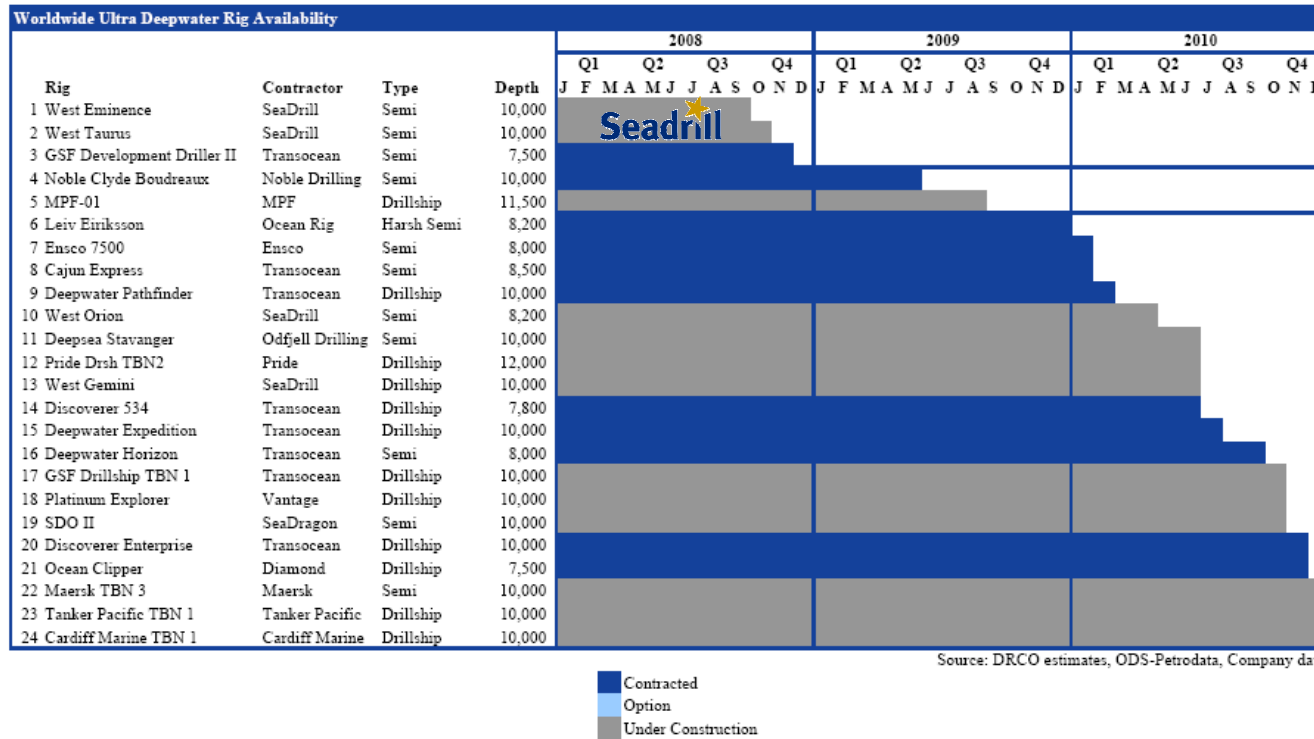 Worldwide Ultra Deepwater Rig Availability
2008 2009 2010
Q1 Q2 Q3 Q4 Q1 Q2 Q3 Q4 Q1 Q2 Q3 Q4
Rig Contractor Type Depth J F M A M J J A S O N D J F M A M J J A S O N D J F M A M J J A S O N
1 West Eminence SeaDrill Semi 10,000
2 West Taurus SeaDrill Semi 10,000
Seadrill
3 GSF Development Driller II Transocean Semi 7,500
4 Noble Clyde Boudreaux Noble Drilling Semi 10,000
5 MPF-01 MPF Drillship 11,500
6 Leiv Eiriksson Ocean Rig Harsh Semi 8,200
7 Ensco 7500 Ensco Semi 8,000
8 Cajun Express Transocean Semi 8,500
9 Deepwater Pathfinder Transocean Drillship 10,000
10 West Orion SeaDrill Semi 8,200
11 Deepsea Stavanger Odfjell Drilling Semi 10,000
12 Pride Drsh TBN2 Pride Drillship 12,000
13 West Gemini SeaDrill Drillship 10,000
14 Discoverer 534 Transocean Drillship 7,800
15 Deepwater Expedition Transocean Drillship 10,000
16 Deepwater Horizon Transocean Semi 8,000
17 GSF Drillship TBN 1 Transocean Drillship 10,000
18 Platinum Explorer Vantage Drillship 10,000
19 SDO II SeaDragon Semi 10,000
20 Discoverer Enterprise Transocean Drillship 10,000
21 Ocean Clipper Diamond Drillship 7,500
22 Maersk TBN 3 Maersk Semi 10,000
23 Tanker Pacific TBN 1 Tanker Pacific Drillship 10,000
24 Cardiff Marine TBN 1 Cardiff Marine Drillship 10,000
Source: DRCO estimates, ODS-Petrodata, Company da
Contracted
Option
Under Construction